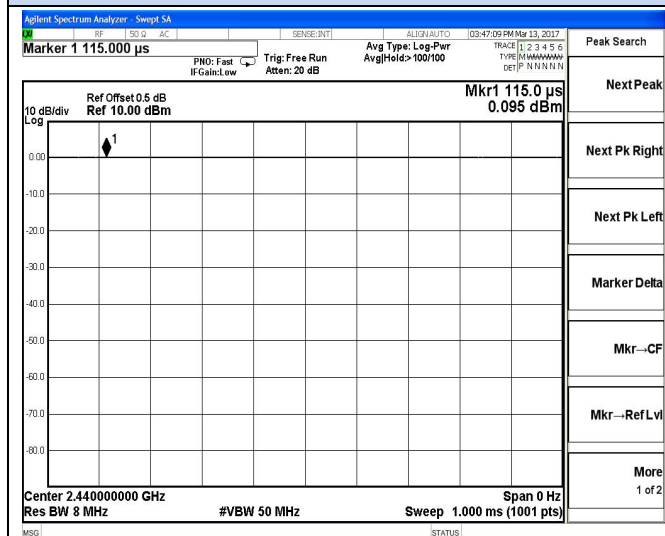 Agilent Spectrum Analyzer - Swept SA
RF 50 Ω AC SENSE:INT ALIGNAUTO 03:47:09 PM Mar 13, 2017
Marker 1 115.000 µs
PNO: Fast
IFGain:Low
Trig: Free Run
Atten: 20 dB
Avg Type: Log-Pwr
Avg|Hold:>100/100
TRACE 1 2 3 4 5 6
TYPE M WWWWW
DET P N N N N N
Peak Search
Ref Offset 0.5 dB
10 dB/div Ref 10.00 dBm
Log
Mkr1 115.0 µs
0.095 dBm
1
0.00
-10.0
-20.0
-30.0
-40.0
-50.0
-60.0
-70.0
-80.0
Center 2.440000000 GHz Span 0 Hz
Res BW 8 MHz #VBW 50 MHz Sweep 1.000 ms (1001 pts)
MSG STATUS
Next Peak
Next Pk Right
Next Pk Left
Marker Delta
Mkr→CF
Mkr→Ref Lvl
More
1 of 2